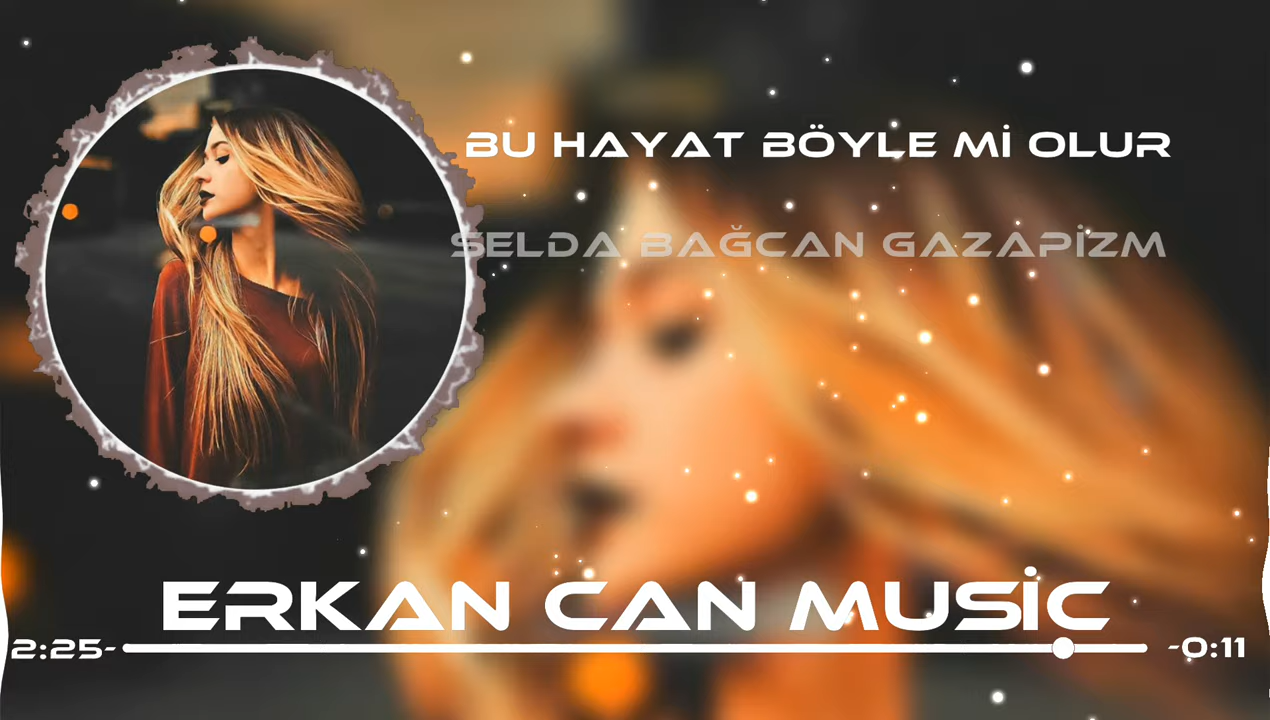 BU HAYAT BÖYLE Mİ OLUR
SELDA BAĞCAN GAZAPİZM
ERKAN CAN MUSİC
2:25-
-0:11